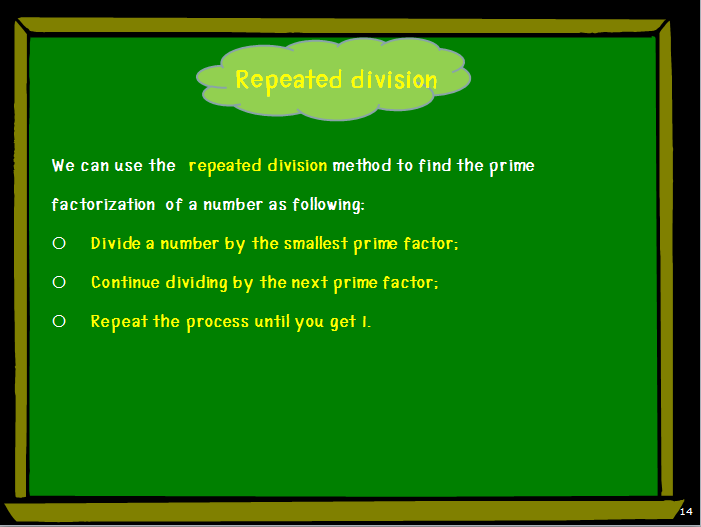 Repeated division
We can use the repeated division method to find the prime
factorization of a number as following:
O Divide a number by the smallest prime factor;
O Continue dividing by the next prime factor;
O Repeat the process until you get 1.
14